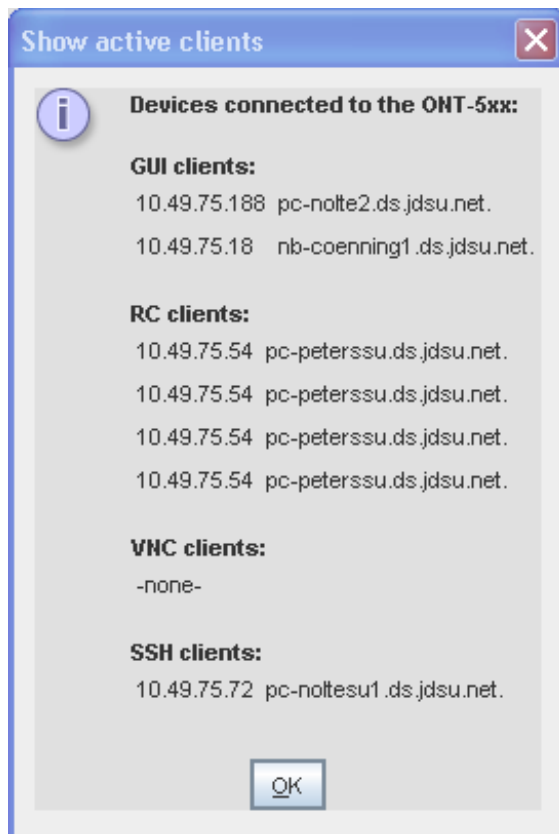 Show active clients
Devices connected to the ONT-5xx:
GUI clients:
10.49.75.188 pc-nolte2.ds.jdsu.net.
10.49.75.18 nb-coenning1.ds.jdsu.net.
RC clients:
10.49.75.54 pc-peterssu.ds.jdsu.net.
10.49.75.54 pc-peterssu.ds.jdsu.net.
10.49.75.54 pc-peterssu.ds.jdsu.net.
10.49.75.54 pc-peterssu.ds.jdsu.net.
VNC clients:
-none-
SSH clients:
10.49.75.72 pc-noltesu1.ds.jdsu.net.
OK